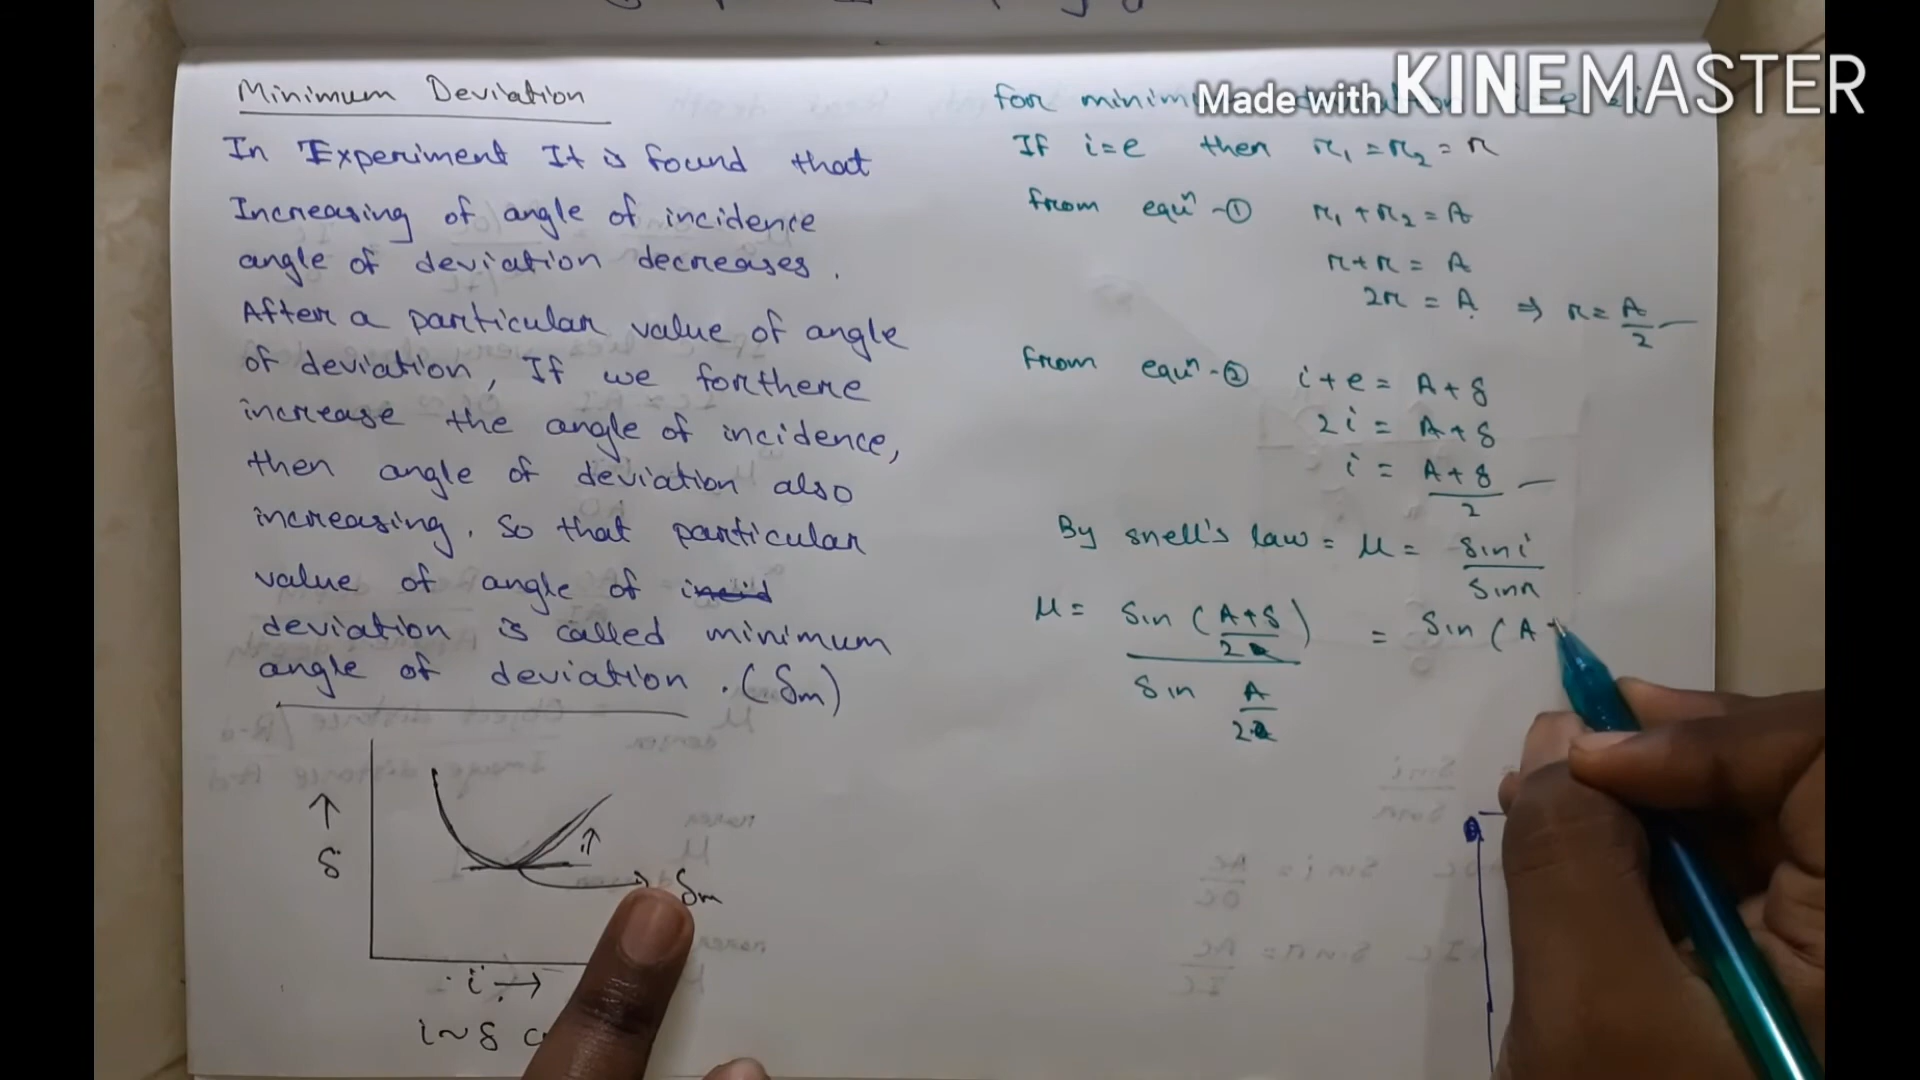 Minimum Deviation
In Experiment It is found that
Increasing of angle of incidence
angle of deviation decreases.
After a particular value of angle
of deviation, If we forthere
increase the angle of incidence,
then angle of deviation also
increasing. So that particular
value of angle of incid
deviation is called minimum
angle of deviation. (δm)
↑
δ
δm
i →
i ~ δ
Made with KINEMASTER
for minim
If i=e then r₁ = r₂ = r
from equⁿ-① r₁ + r₂ = A
r + r = A
2r = A ⇒ r = A/2
from equⁿ-② i + e = A + δ
2i = A + δ
i = A + δ / 2
By snell's law = μ = sin i / sin r
μ = sin (A+δ / 2) / sin A/2 = sin (A